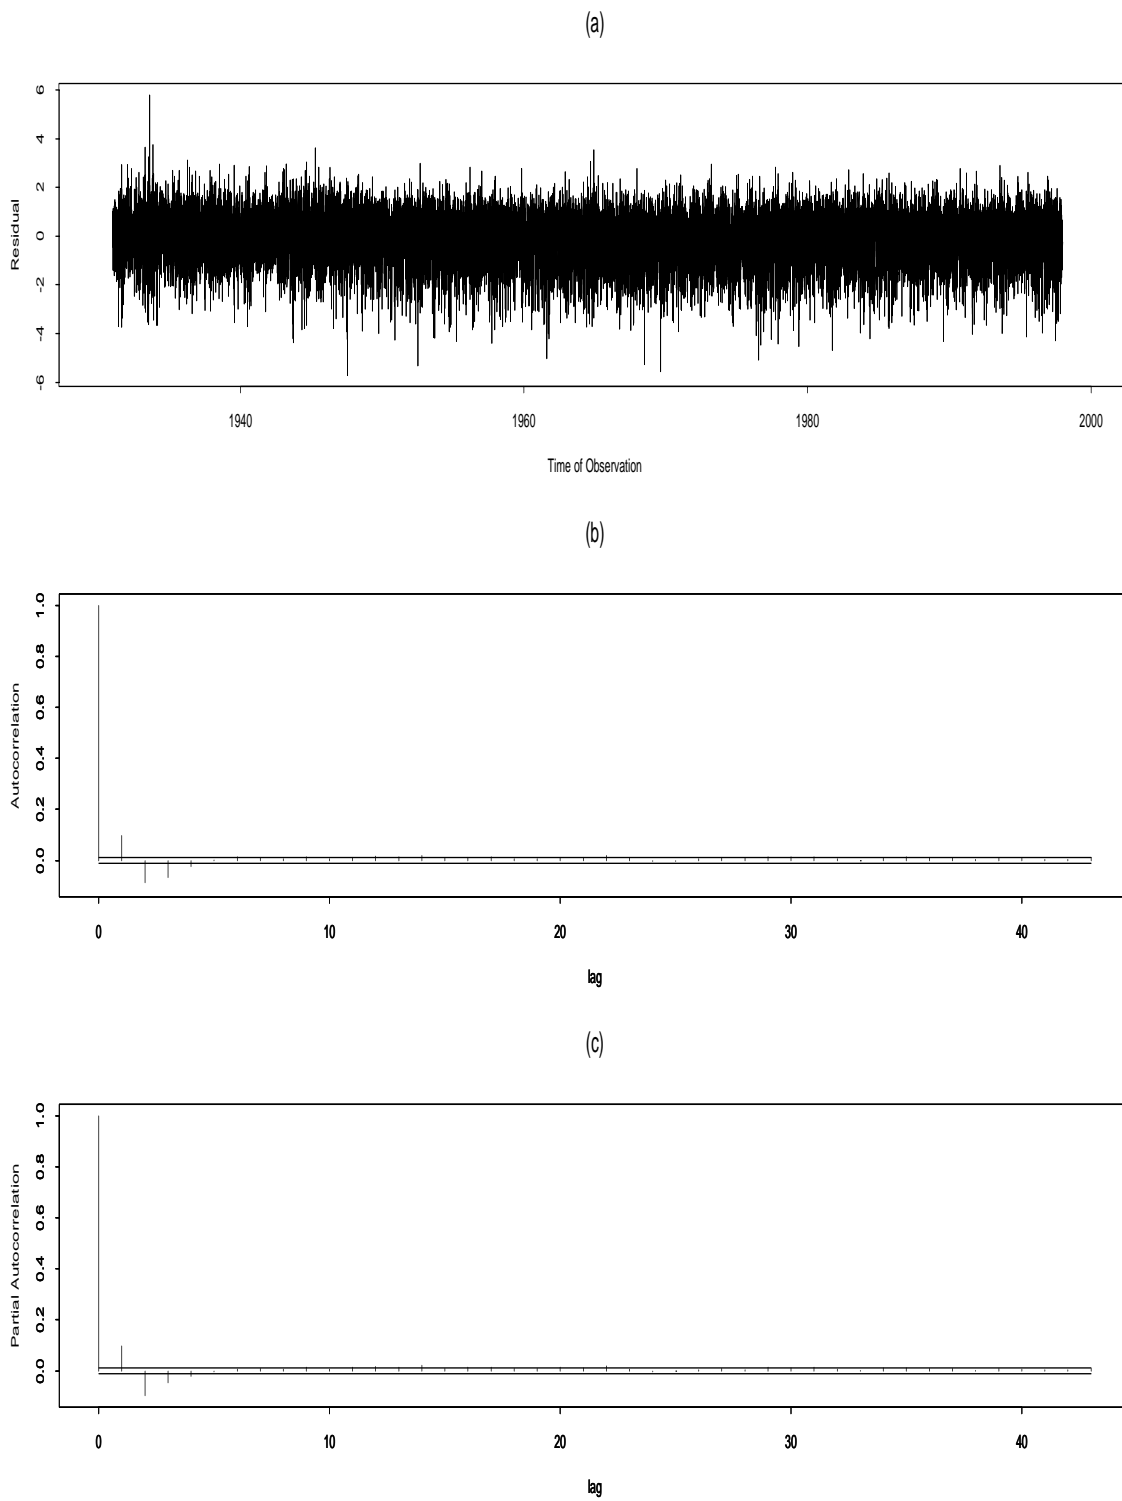 (a)
Residual
6
4
2
0
-2
-4
-6
1940 1960 1980 2000
Time of Observation
(b)
Autocorrelation
1.0
0.8
0.6
0.4
0.2
0.0
0 10 20 30 40
lag
(c)
Partial Autocorrelation
1.0
0.8
0.6
0.4
0.2
0.0
0 10 20 30 40
lag